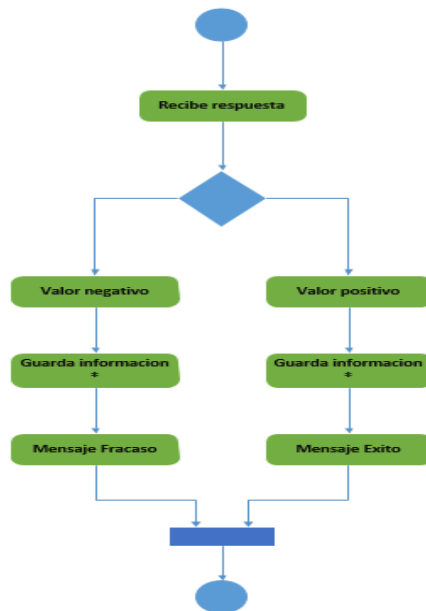 Recibe respuesta
Valor negativo
Valor positivo
Guarda informacion
*
Guarda informacion
*
Mensaje Fracaso
Mensaje Exito